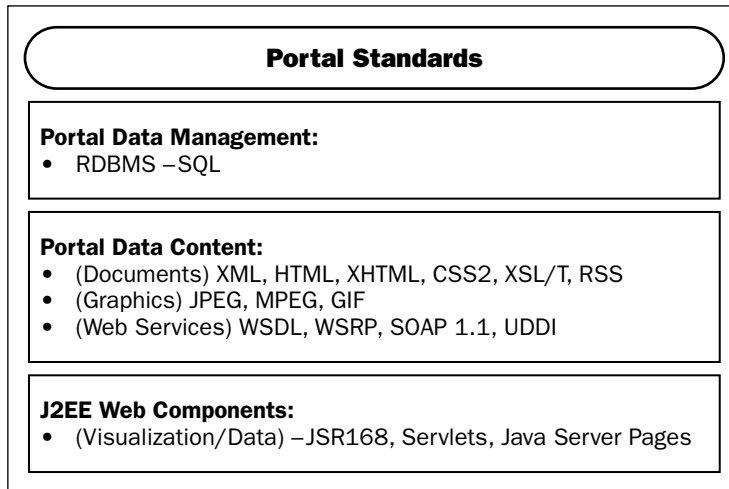 Portal Standards
Portal Data Management:
• RDBMS –SQL
Portal Data Content:
• (Documents) XML, HTML, XHTML, CSS2, XSL/T, RSS
• (Graphics) JPEG, MPEG, GIF
• (Web Services) WSDL, WSRP, SOAP 1.1, UDDI
J2EE Web Components:
• (Visualization/Data) –JSR168, Servlets, Java Server Pages